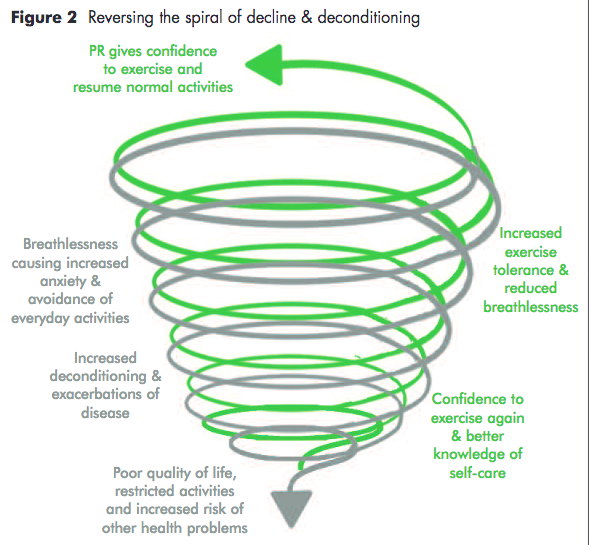 Figure 2 Reversing the spiral of decline & deconditioning
PR gives confidence
to exercise and
resume normal activities
Breathlessness
causing increased
anxiety &
avoidance of
everyday activities
Increased
exercise
tolerance &
reduced
breathlessness
Increased
deconditioning &
exacerbations of
disease
Confidence to
exercise again
& better
knowledge of
self-care
Poor quality of life,
restricted activities
and increased risk of
other health problems